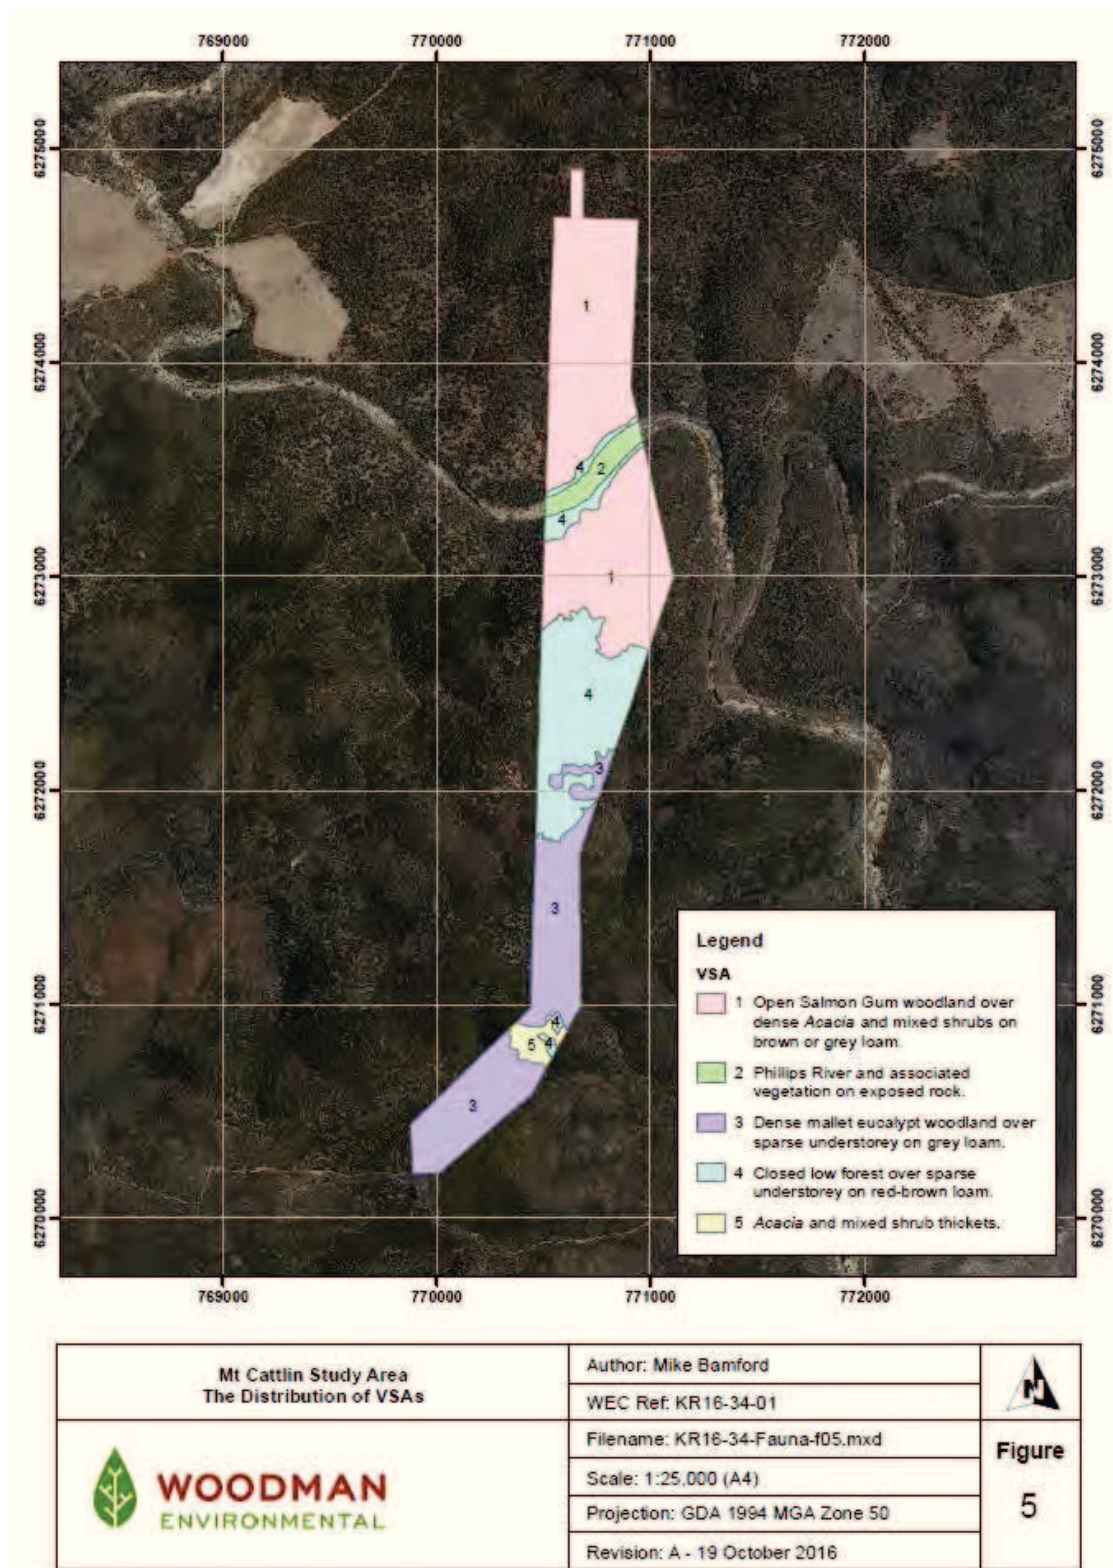 769000 770000 771000 772000
6275000 6275000
6274000 6274000
6273000 6273000
6272000 6272000
6271000 6271000
6270000 6270000
1
4
2
4
1
4
3
3
4
5 4
3
Legend
VSA
1 Open Salmon Gum woodland over
dense Acacia and mixed shrubs on
brown or grey loam.
2 Phillips River and associated
vegetation on exposed rock.
3 Dense mallet eucalypt woodland over
sparse understorey on grey loam.
4 Closed low forest over sparse
understorey on red-brown loam.
5 Acacia and mixed shrub thickets.
769000 770000 771000 772000
Mt Cattlin Study Area
The Distribution of VSAs
WOODMAN
ENVIRONMENTAL
Author: Mike Bamford
WEC Ref: KR16-34-01
Filename: KR16-34-Fauna-f05.mxd
Scale: 1:25,000 (A4)
Projection: GDA 1994 MGA Zone 50
Revision: A - 19 October 2016
N
Figure
5